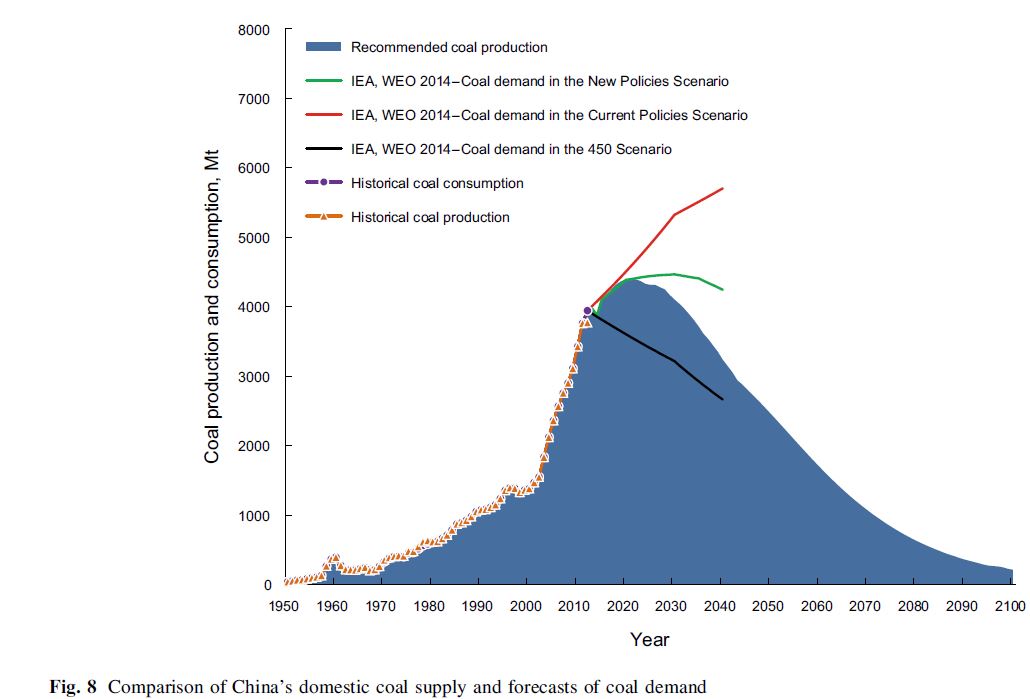 8000
7000
6000
5000
4000
3000
2000
1000
0
Coal production and consumption, Mt
Recommended coal production
IEA, WEO 2014–Coal demand in the New Policies Scenario
IEA, WEO 2014–Coal demand in the Current Policies Scenario
IEA, WEO 2014–Coal demand in the 450 Scenario
Historical coal consumption
Historical coal production
1950 1960 1970 1980 1990 2000 2010 2020 2030 2040 2050 2060 2070 2080 2090 2100
Year
Fig. 8 Comparison of China's domestic coal supply and forecasts of coal demand